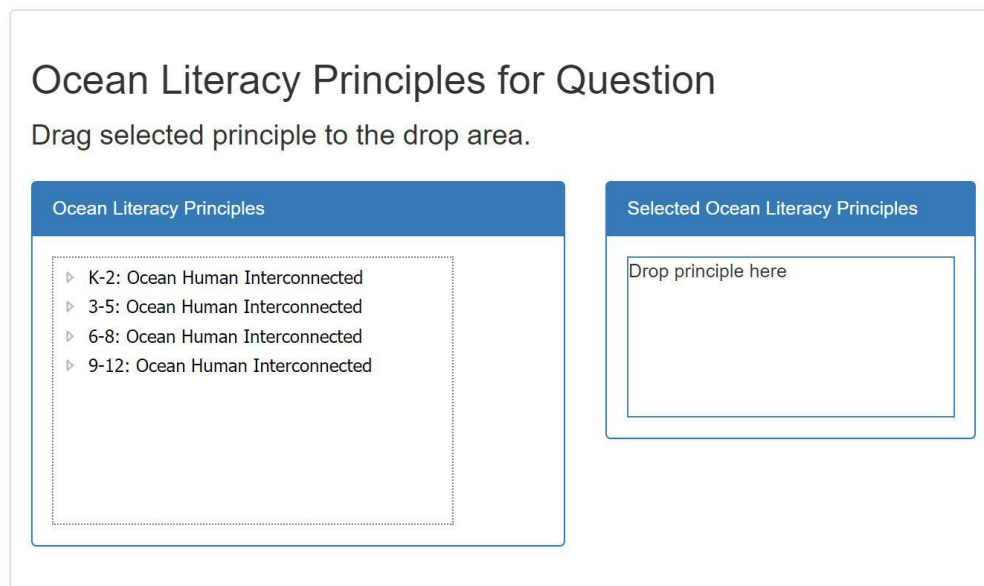 Ocean Literacy Principles for Question
Drag selected principle to the drop area.
Ocean Literacy Principles
K-2: Ocean Human Interconnected
3-5: Ocean Human Interconnected
6-8: Ocean Human Interconnected
9-12: Ocean Human Interconnected
Selected Ocean Literacy Principles
Drop principle here